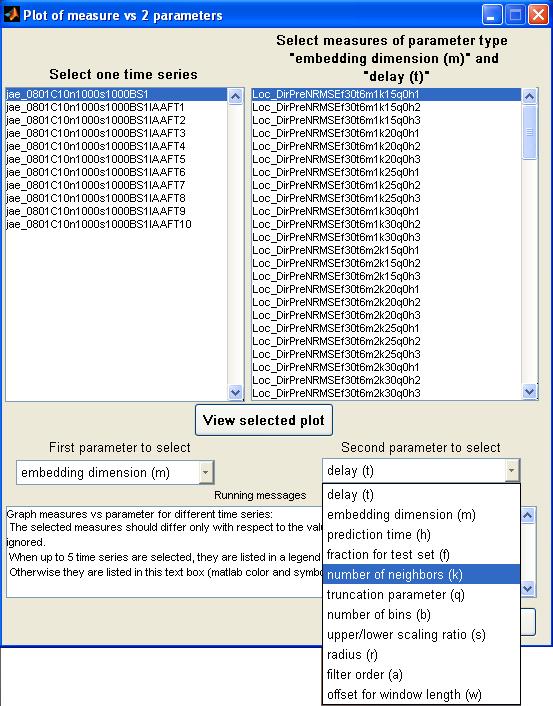 Plot of measure vs 2 parameters
Select one time series
Select measures of parameter type
"embedding dimension (m)" and
"delay (t)"
jae_0801C10n1000s1000BS1
jae_0801C10n1000s1000BS1IAAFT1
jae_0801C10n1000s1000BS1IAAFT2
jae_0801C10n1000s1000BS1IAAFT3
jae_0801C10n1000s1000BS1IAAFT4
jae_0801C10n1000s1000BS1IAAFT5
jae_0801C10n1000s1000BS1IAAFT6
jae_0801C10n1000s1000BS1IAAFT7
jae_0801C10n1000s1000BS1IAAFT8
jae_0801C10n1000s1000BS1IAAFT9
jae_0801C10n1000s1000BS1IAAFT10
Loc_DirPreNRMSEf30t6m1k15q0h1
Loc_DirPreNRMSEf30t6m1k15q0h2
Loc_DirPreNRMSEf30t6m1k15q0h3
Loc_DirPreNRMSEf30t6m1k20q0h1
Loc_DirPreNRMSEf30t6m1k20q0h2
Loc_DirPreNRMSEf30t6m1k20q0h3
Loc_DirPreNRMSEf30t6m1k25q0h1
Loc_DirPreNRMSEf30t6m1k25q0h2
Loc_DirPreNRMSEf30t6m1k25q0h3
Loc_DirPreNRMSEf30t6m1k30q0h1
Loc_DirPreNRMSEf30t6m1k30q0h2
Loc_DirPreNRMSEf30t6m1k30q0h3
Loc_DirPreNRMSEf30t6m2k15q0h1
Loc_DirPreNRMSEf30t6m2k15q0h2
Loc_DirPreNRMSEf30t6m2k15q0h3
Loc_DirPreNRMSEf30t6m2k20q0h1
Loc_DirPreNRMSEf30t6m2k20q0h2
Loc_DirPreNRMSEf30t6m2k20q0h3
Loc_DirPreNRMSEf30t6m2k25q0h1
Loc_DirPreNRMSEf30t6m2k25q0h2
Loc_DirPreNRMSEf30t6m2k25q0h3
Loc_DirPreNRMSEf30t6m2k30q0h1
Loc_DirPreNRMSEf30t6m2k30q0h2
Loc_DirPreNRMSEf30t6m2k30q0h3
View selected plot
First parameter to select
Second parameter to select
embedding dimension (m)
delay (t)
Running messages
Graph measures vs parameter for different time series:
The selected measures should differ only with respect to the
ignored.
When up to 5 time series are selected, they are listed in a legend
Otherwise they are listed in this text box (matlab color and
delay (t)
embedding dimension (m)
prediction time (h)
fraction for test set (f)
number of neighbors (k)
truncation parameter (q)
number of bins (b)
upper/lower scaling ratio (s)
radius (r)
filter order (a)
offset for window length (w)